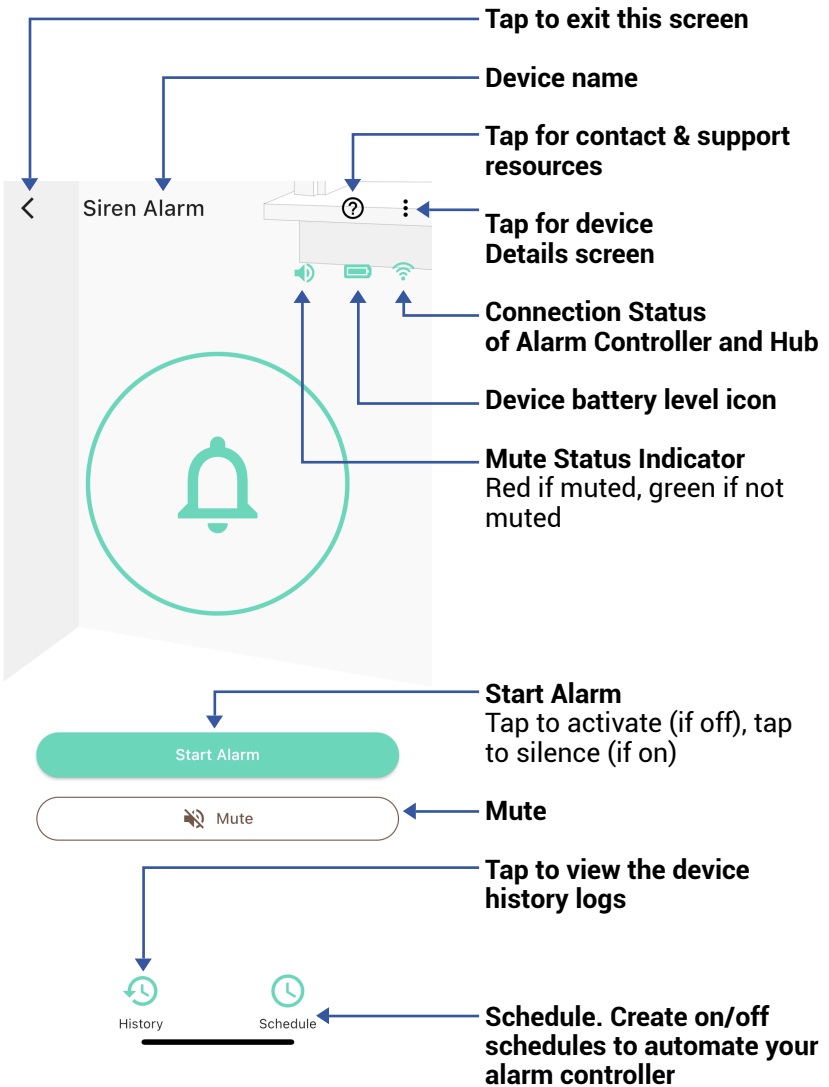 Tap to exit this screen
Device name
Tap for contact & support
resources
Siren Alarm
Tap for device
Details screen
Connection Status
of Alarm Controller and Hub
Device battery level icon
Mute Status Indicator
Red if muted, green if not
muted
Start Alarm
Tap to activate (if off), tap
to silence (if on)
Start Alarm
Mute
Mute
Tap to view the device
history logs
History
Schedule
Schedule. Create on/off
schedules to automate your
alarm controller